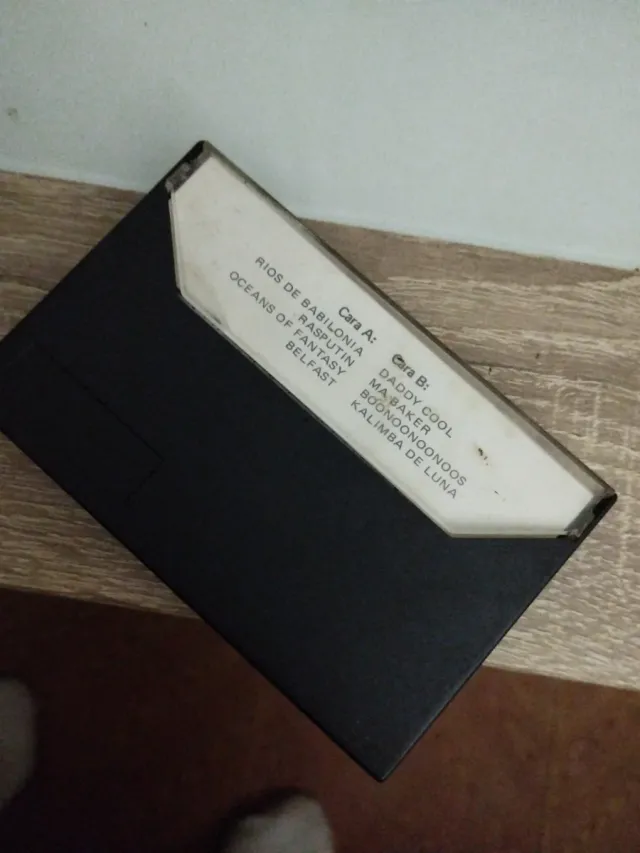 Cara A:
RIOS DE BABILONIA
RASPUTIN
OCEANS OF FANTASY
BELFAST
Cara B:
DADDY COOL
MA BAKER
BOONOONOONOOS
KALIMBA DE LUNA